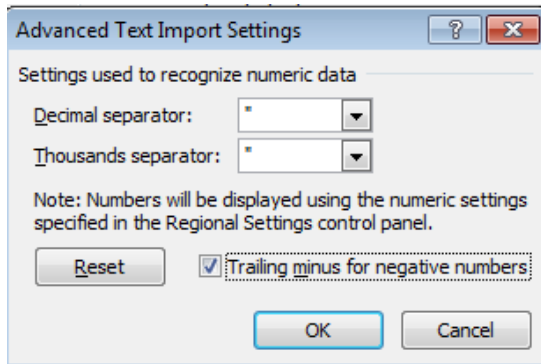 Advanced Text Import Settings
Settings used to recognize numeric data
Decimal separator: "
Thousands separator: "
Note: Numbers will be displayed using the numeric settings
specified in the Regional Settings control panel.
Reset Trailing minus for negative numbers
OK Cancel